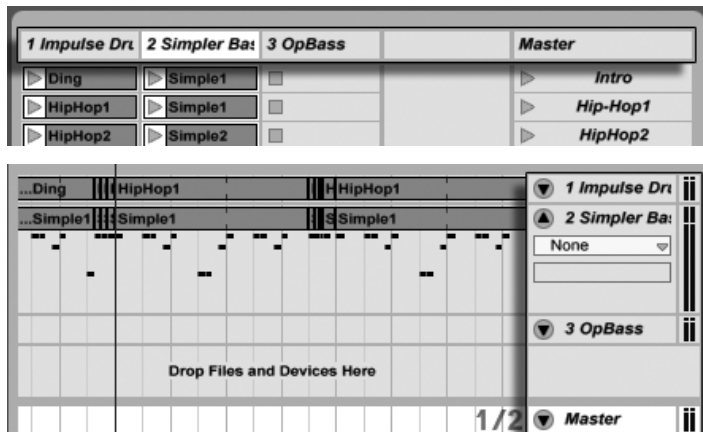 1 Impulse Dru 2 Simpler Bas 3 OpBass Master
Ding Simple1 Intro
HipHop1 Simple1 Hip-Hop1
HipHop2 Simple2 HipHop2
...Ding HipHop1 H HipHop1 1 Impulse Dru
...Simple1 S Simple1 S Simple1 2 Simpler Bas
None
3 OpBass
Drop Files and Devices Here
1/2 Master